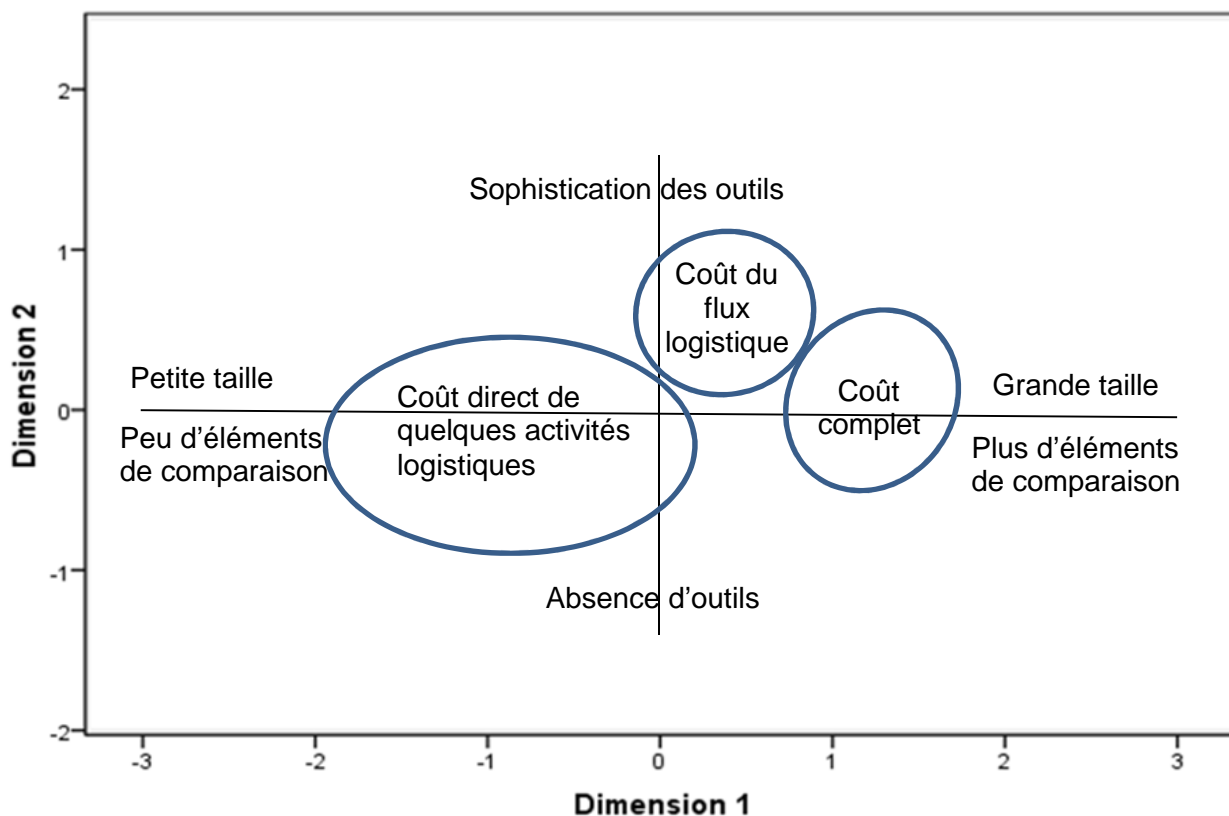 2
Sophistication des outils
1
Coût du
flux
logistique
Petite taille
Coût direct de
quelques activités
logistiques
Coût
complet
Grande taille
0
Peu d’éléments
de comparaison
Plus d’éléments
de comparaison
Dimension 2
-1
Absence d’outils
-2
-3 -2 -1 0 1 2 3
Dimension 1